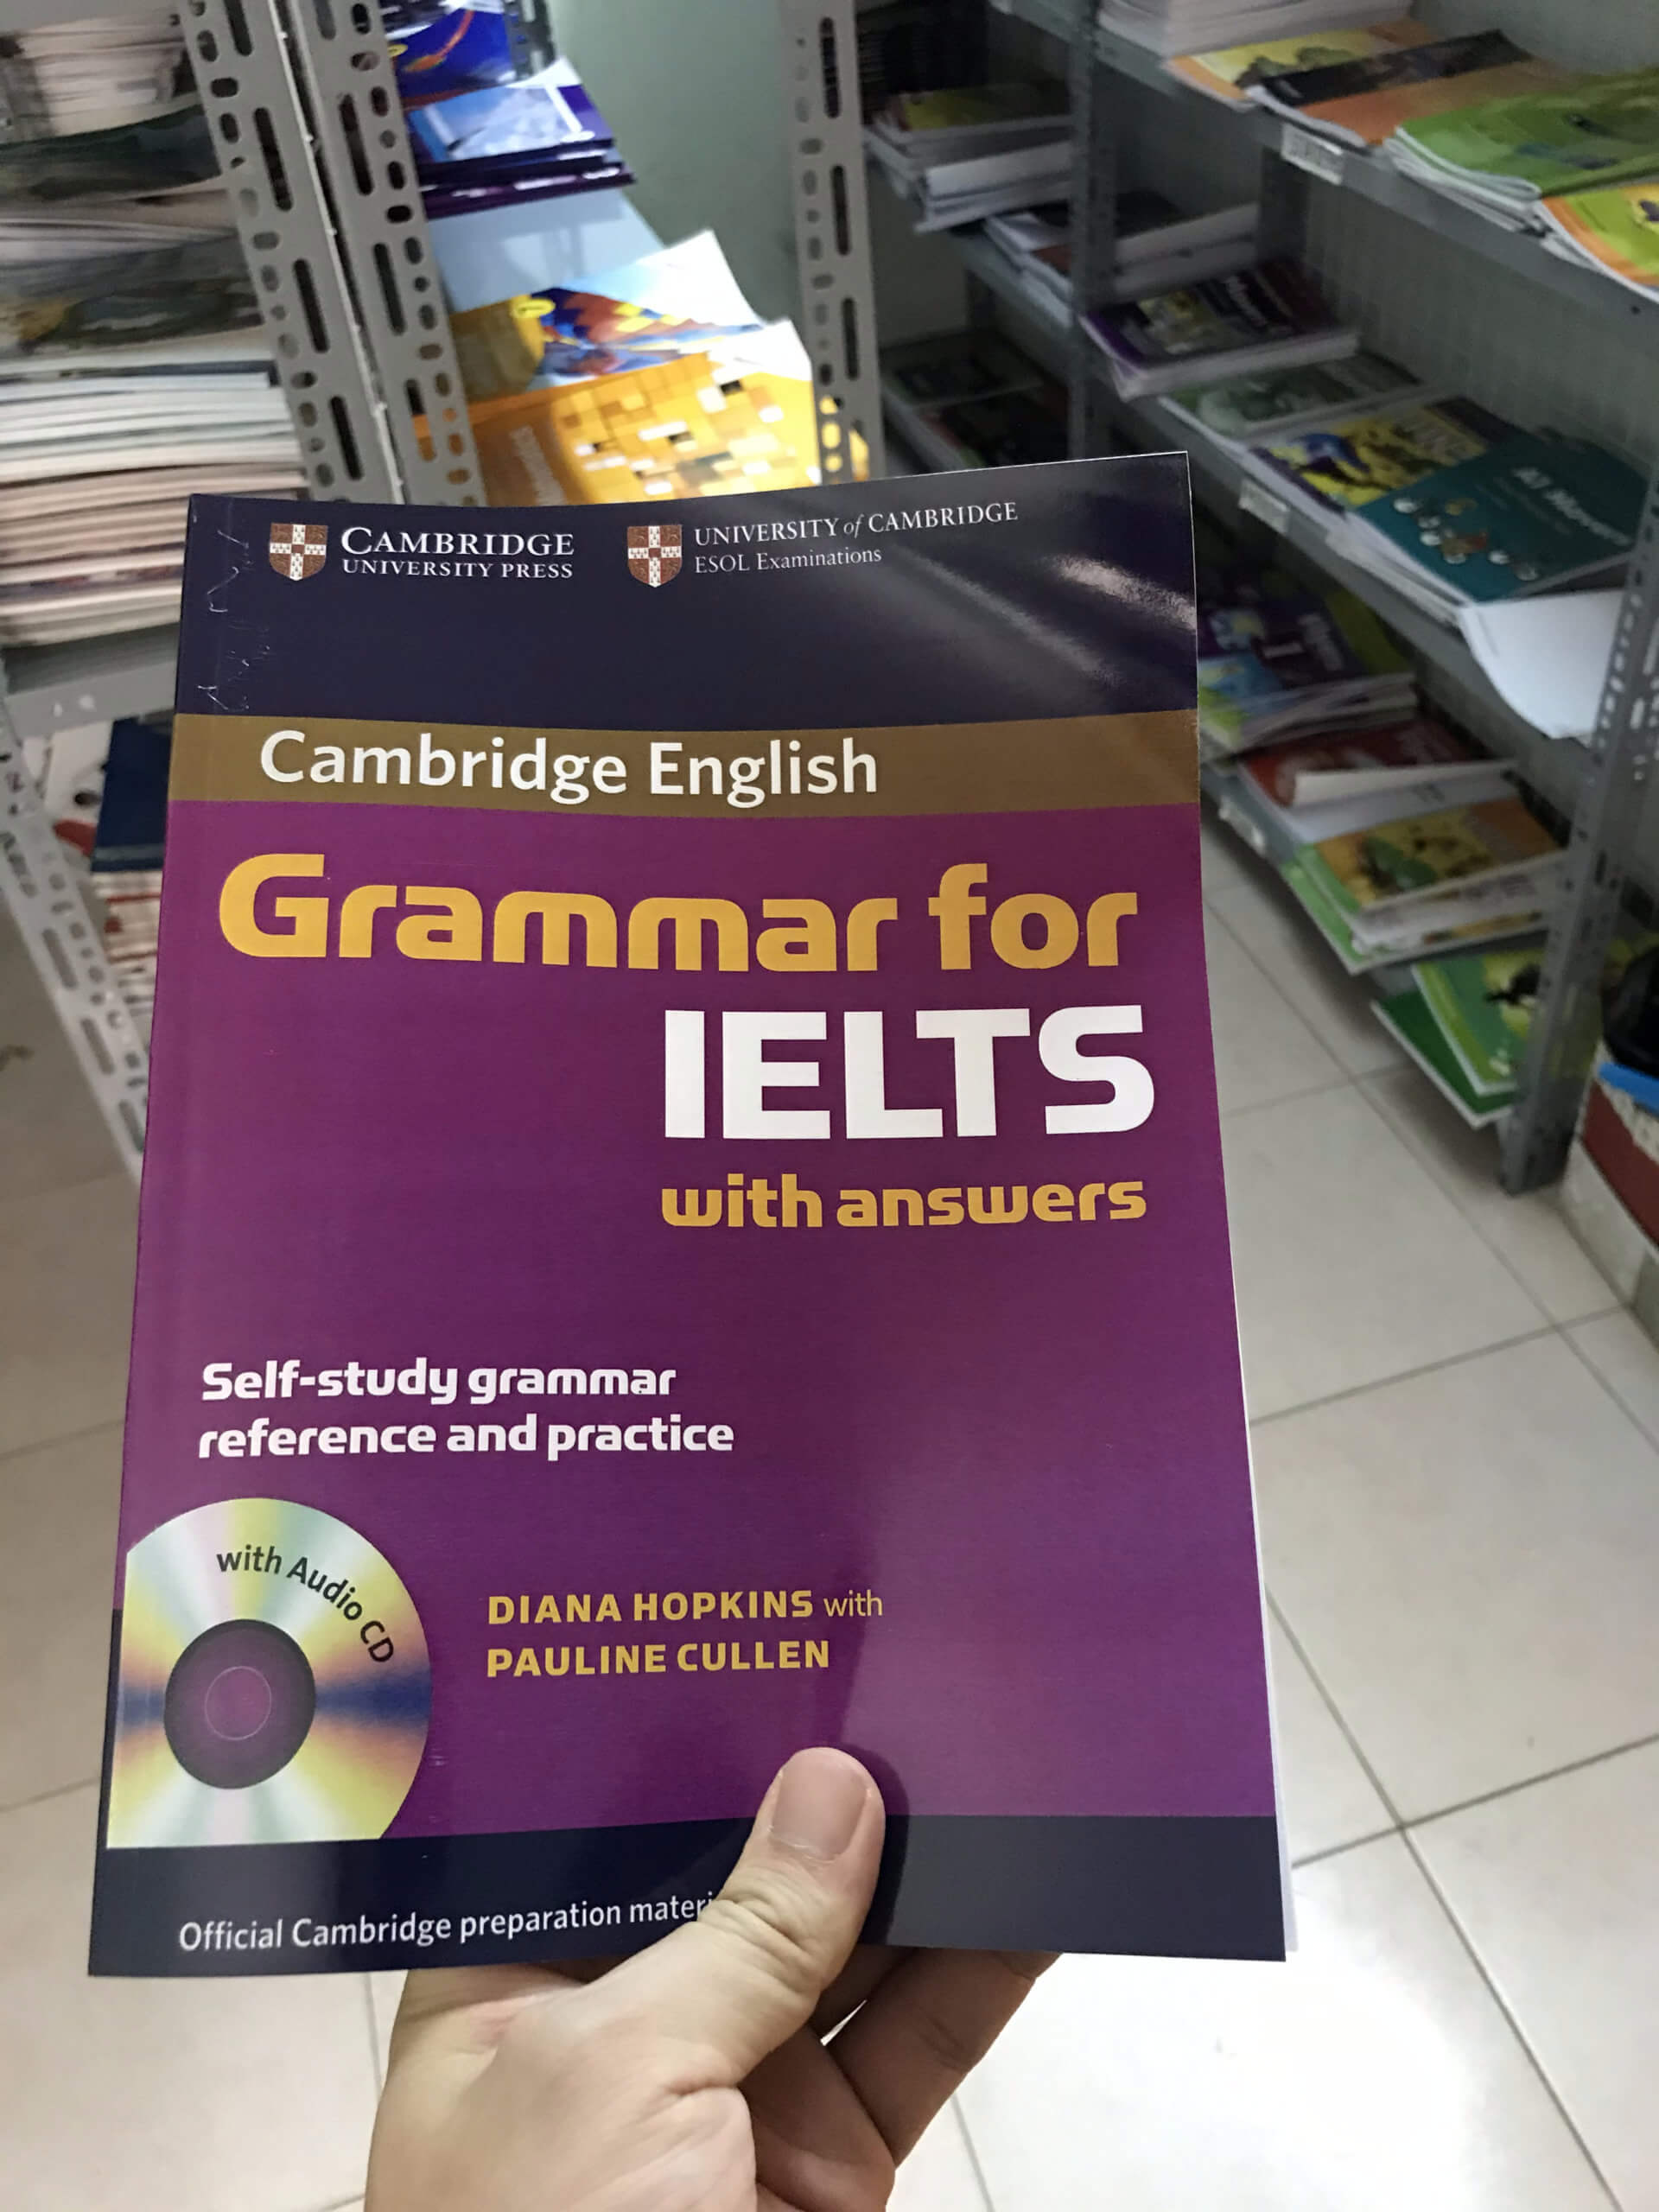 CAMBRIDGE
UNIVERSITY PRESS
UNIVERSITY of CAMBRIDGE
ESOL Examinations
Cambridge English
Grammar for
IELTS
with answers
Self-study grammar
reference and practice
with Audio CD
DIANA HOPKINS with
PAULINE CULLEN
Official Cambridge preparation